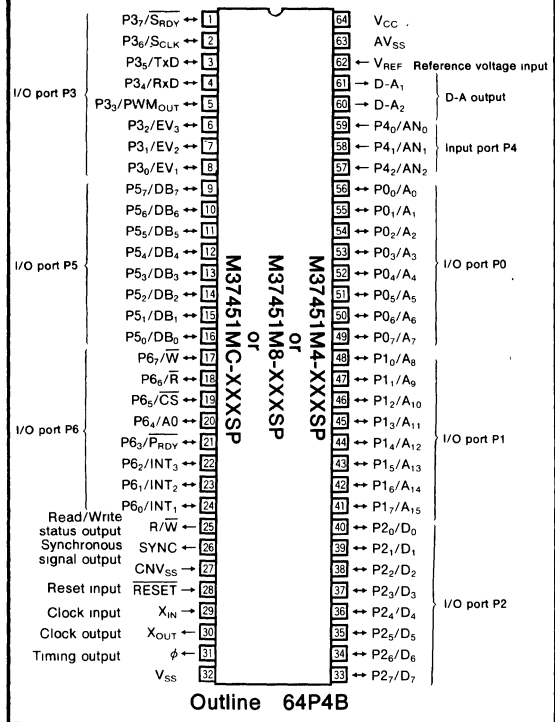 P3₇/S̅R̅D̅Y̅ ↔ 1
P3₆/SCLK ↔ 2
P3₅/TxD ↔ 3
P3₄/RxD ↔ 4
P3₃/PWMOUT ↔ 5
P3₂/EV₃ ↔ 6
P3₁/EV₂ ↔ 7
P3₀/EV₁ ↔ 8
I/O port P3
P5₇/DB₇ ↔ 9
P5₆/DB₆ ↔ 10
P5₅/DB₅ ↔ 11
P5₄/DB₄ ↔ 12
P5₃/DB₃ ↔ 13
P5₂/DB₂ ↔ 14
P5₁/DB₁ ↔ 15
P5₀/DB₀ ↔ 16
I/O port P5
P6₇/W̅ ↔ 17
P6₆/R̅ ↔ 18
P6₅/C̅S̅ ↔ 19
P6₄/A0 ↔ 20
P6₃/P̅R̅D̅Y̅ ↔ 21
P6₂/INT₃ ↔ 22
P6₁/INT₂ ↔ 23
P6₀/INT₁ ↔ 24
I/O port P6
Read/Write
status output
R/W̅ ← 25
Synchronous
signal output
SYNC ← 26
CNVSS → 27
Reset input R̅E̅S̅E̅T̅ → 28
Clock input XIN → 29
Clock output XOUT ← 30
Timing output ϕ ← 31
VSS 32
M37451MC-XXXSP
or
M37451M8-XXXSP
or
M37451M4-XXXSP
64 VCC
63 AVSS
62 ← VREF Reference voltage input
61 → D-A₁
60 → D-A₂
D-A output
59 ← P4₀/AN₀
58 ← P4₁/AN₁
57 ← P4₂/AN₂
Input port P4
56 ↔ P0₀/A₀
55 ↔ P0₁/A₁
54 ↔ P0₂/A₂
53 ↔ P0₃/A₃
52 ↔ P0₄/A₄
51 ↔ P0₅/A₅
50 ↔ P0₆/A₆
49 ↔ P0₇/A₇
I/O port P0
48 ↔ P1₀/A₈
47 ↔ P1₁/A₉
46 ↔ P1₂/A₁₀
45 ↔ P1₃/A₁₁
44 ↔ P1₄/A₁₂
43 ↔ P1₅/A₁₃
42 ↔ P1₆/A₁₄
41 ↔ P1₇/A₁₅
I/O port P1
40 ↔ P2₀/D₀
39 ↔ P2₁/D₁
38 ↔ P2₂/D₂
37 ↔ P2₃/D₃
36 ↔ P2₄/D₄
35 ↔ P2₅/D₅
34 ↔ P2₆/D₆
33 ↔ P2₇/D₇
I/O port P2
Outline 64P4B